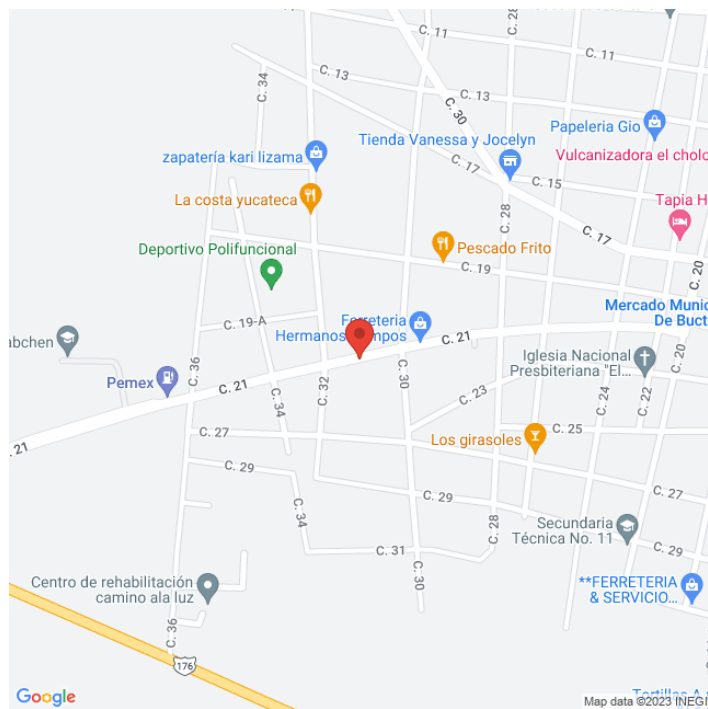 C. 28
C. 11
C. 11
C. 34
C. 13
C. 13
C. 30
Papeleria Gio
Tienda Vanessa y Jocelyn
zapatería kari lizama
C. 17
Vulcanizadora el cholo
C. 15
La costa yucateca
Tapia H
C. 28
C. 17
Deportivo Polifuncional
Pescado Frito
C. 19
C. 20
Mercado Munic
De Buct
C. 19-A
Ferreteria
Hermanos
mpos
C. 21
abchen
Iglesia Nacional
Presbiteriana "El...
C. 20
C. 36
Pemex
C. 21
C. 32
C. 30
C. 34
C. 23
C. 24
C. 22
C. 27
C. 25
Los girasoles
21
C. 29
C. 27
C. 29
C. 34
C. 28
Secundaria
Técnica No. 11
C. 29
C. 31
C. 30
Centro de rehabilitación
camino ala luz
**FERRETERIA
& SERVICIO...
C. 36
176
Google
Map data ©2023 INEGI